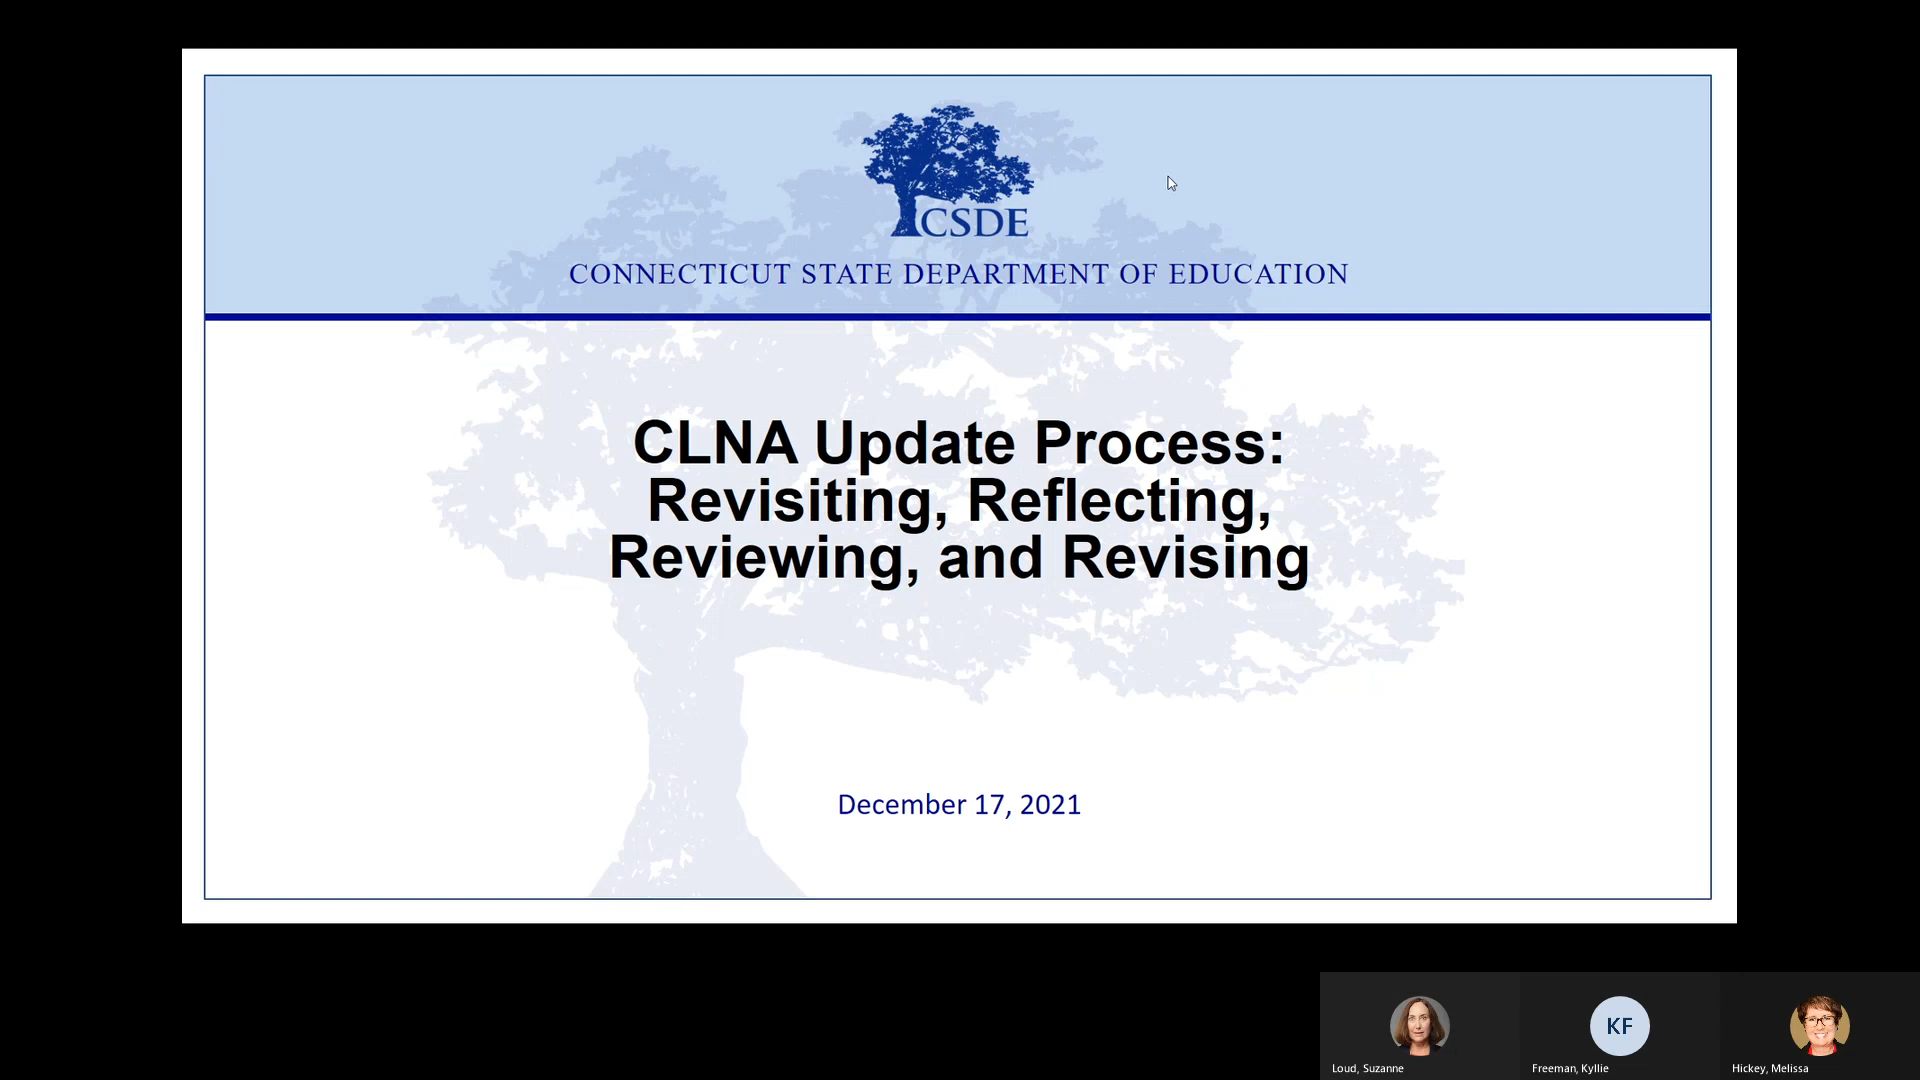 CSDE
CONNECTICUT STATE DEPARTMENT OF EDUCATION
CLNA Update Process:
Revisiting, Reflecting,
Reviewing, and Revising
December 17, 2021
KF
Loud, Suzanne
Freeman, Kyllie
Hickey, Melissa